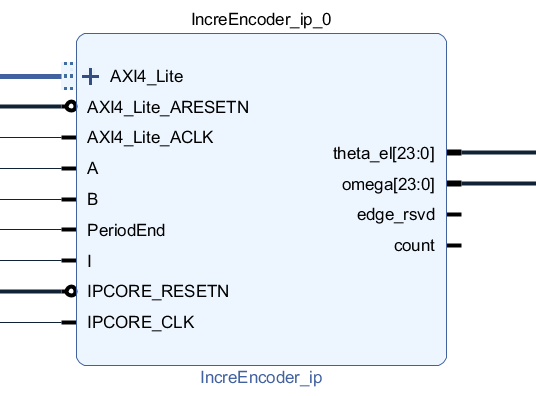 IncreEncoder_ip_0
AXI4_Lite
AXI4_Lite_ARESETN
AXI4_Lite_ACLK
A
B
PeriodEnd
I
IPCORE_RESETN
IPCORE_CLK
theta_el[23:0]
omega[23:0]
edge_rsvd
count
IncreEncoder_ip